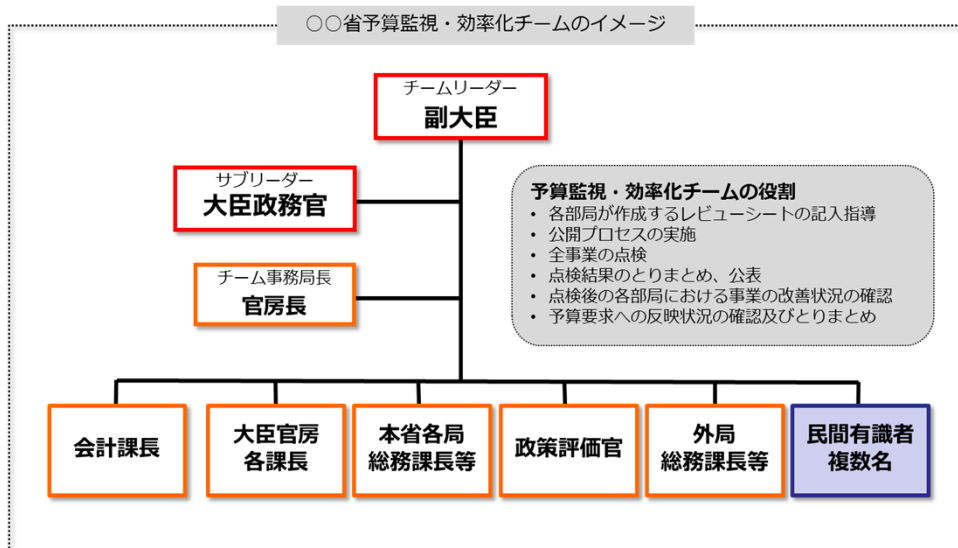 ○○省予算監視・効率化チームのイメージ
チームリーダー
副大臣
サブリーダー
大臣政務官
チーム事務局長
官房長
予算監視・効率化チームの役割
• 各部局が作成するレビューシートの記入指導
• 公開プロセスの実施
• 全事業の点検
• 点検結果のとりまとめ、公表
• 点検後の各部局における事業の改善状況の確認
• 予算要求への反映状況の確認及びとりまとめ
会計課長
大臣官房
各課長
本省各局
総務課長等
政策評価官
外局
総務課長等
民間有識者
複数名